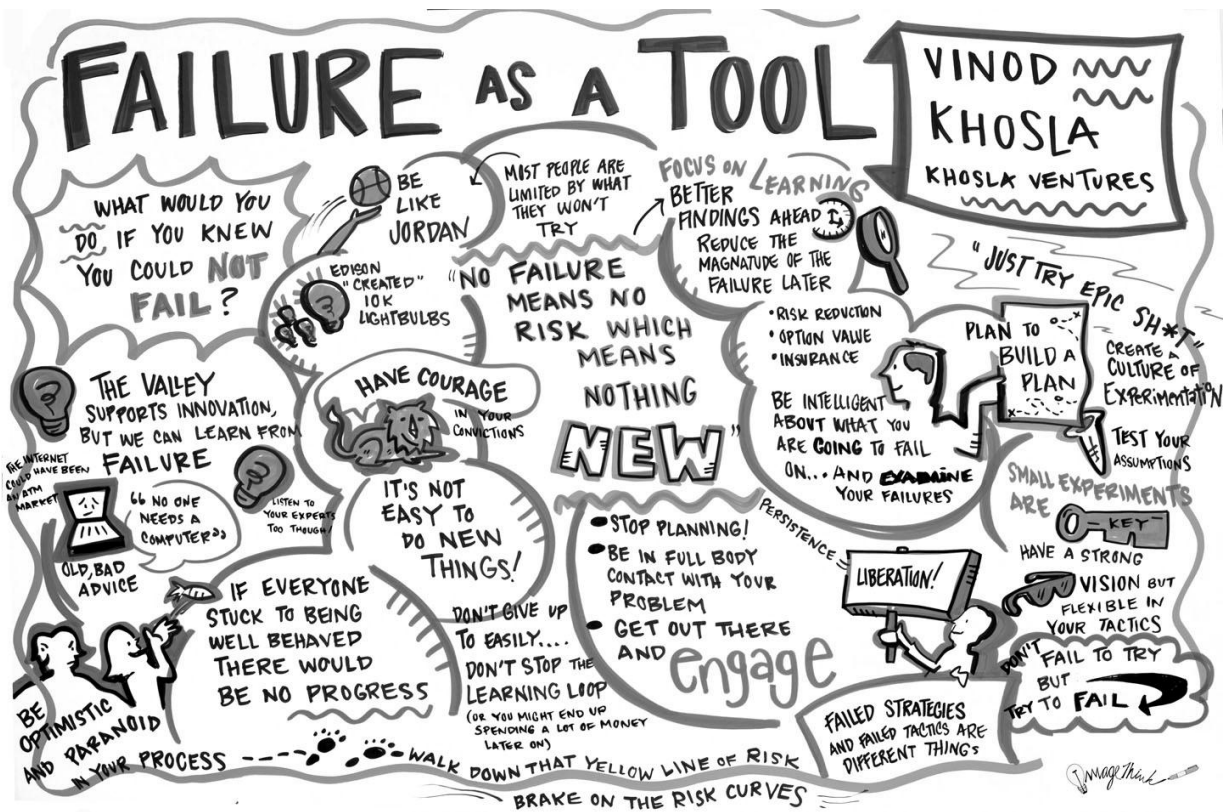 FAILURE AS A TOOL
VINOD
KHOSLA
KHOSLA VENTURES
WHAT WOULD YOU
DO, IF YOU KNEW
YOU COULD NOT
FAIL?
BE
LIKE
JORDAN
MOST PEOPLE ARE
LIMITED BY WHAT
THEY WON'T
TRY
FOCUS ON LEARNING
BETTER
FINDINGS AHEAD
REDUCE THE
MAGNATUDE OF THE
FAILURE LATER
EDISON
"CREATED"
10K
LIGHTBULBS
"NO FAILURE
MEANS NO
RISK WHICH
MEANS
NOTHING
NEW"
"JUST TRY EPIC SH*T"
• RISK REDUCTION
• OPTION VALUE
• INSURANCE
BE INTELLIGENT
ABOUT WHAT YOU
ARE GOING TO FAIL
ON... AND EXAMINE
YOUR FAILURES
PLAN TO
BUILD A
PLAN
CREATE A
CULTURE OF
EXPERIMENTATION
TEST YOUR
ASSUMPTIONS
THE VALLEY
SUPPORTS INNOVATION,
BUT WE CAN LEARN FROM
FAILURE
HAVE COURAGE
IN YOUR
CONVICTIONS
THE INTERNET
COULD HAVE BEEN
AN ATM
MARKET
"NO ONE
NEEDS A
COMPUTER"
OLD, BAD
ADVICE
LISTEN TO
YOUR EXPERTS
TOO THOUGH!
IT'S NOT
EASY TO
DO NEW
THINGS!
SMALL EXPERIMENTS
ARE
KEY
HAVE A STRONG
VISION BUT
FLEXIBLE IN
YOUR TACTICS
• STOP PLANNING!
• BE IN FULL BODY
CONTACT WITH YOUR
PROBLEM
• GET OUT THERE
AND engage
PERSISTENCE
LIBERATION!
IF EVERYONE
STUCK TO BEING
WELL BEHAVED
THERE WOULD
BE NO PROGRESS
DON'T GIVE UP
TO EASILY....
DON'T STOP THE
LEARNING LOOP
(OR YOU MIGHT END UP
SPENDING A LOT OF MONEY
LATER ON)
DON'T
FAIL TO TRY
BUT
TRY TO FAIL
FAILED STRATEGIES
AND FAILED TACTICS ARE
DIFFERENT THINGS
BE
OPTIMISTIC
AND PARANOID
IN YOUR PROCESS
WALK DOWN THAT YELLOW LINE OF RISK
BRAKE ON THE RISK CURVES
ImageThink